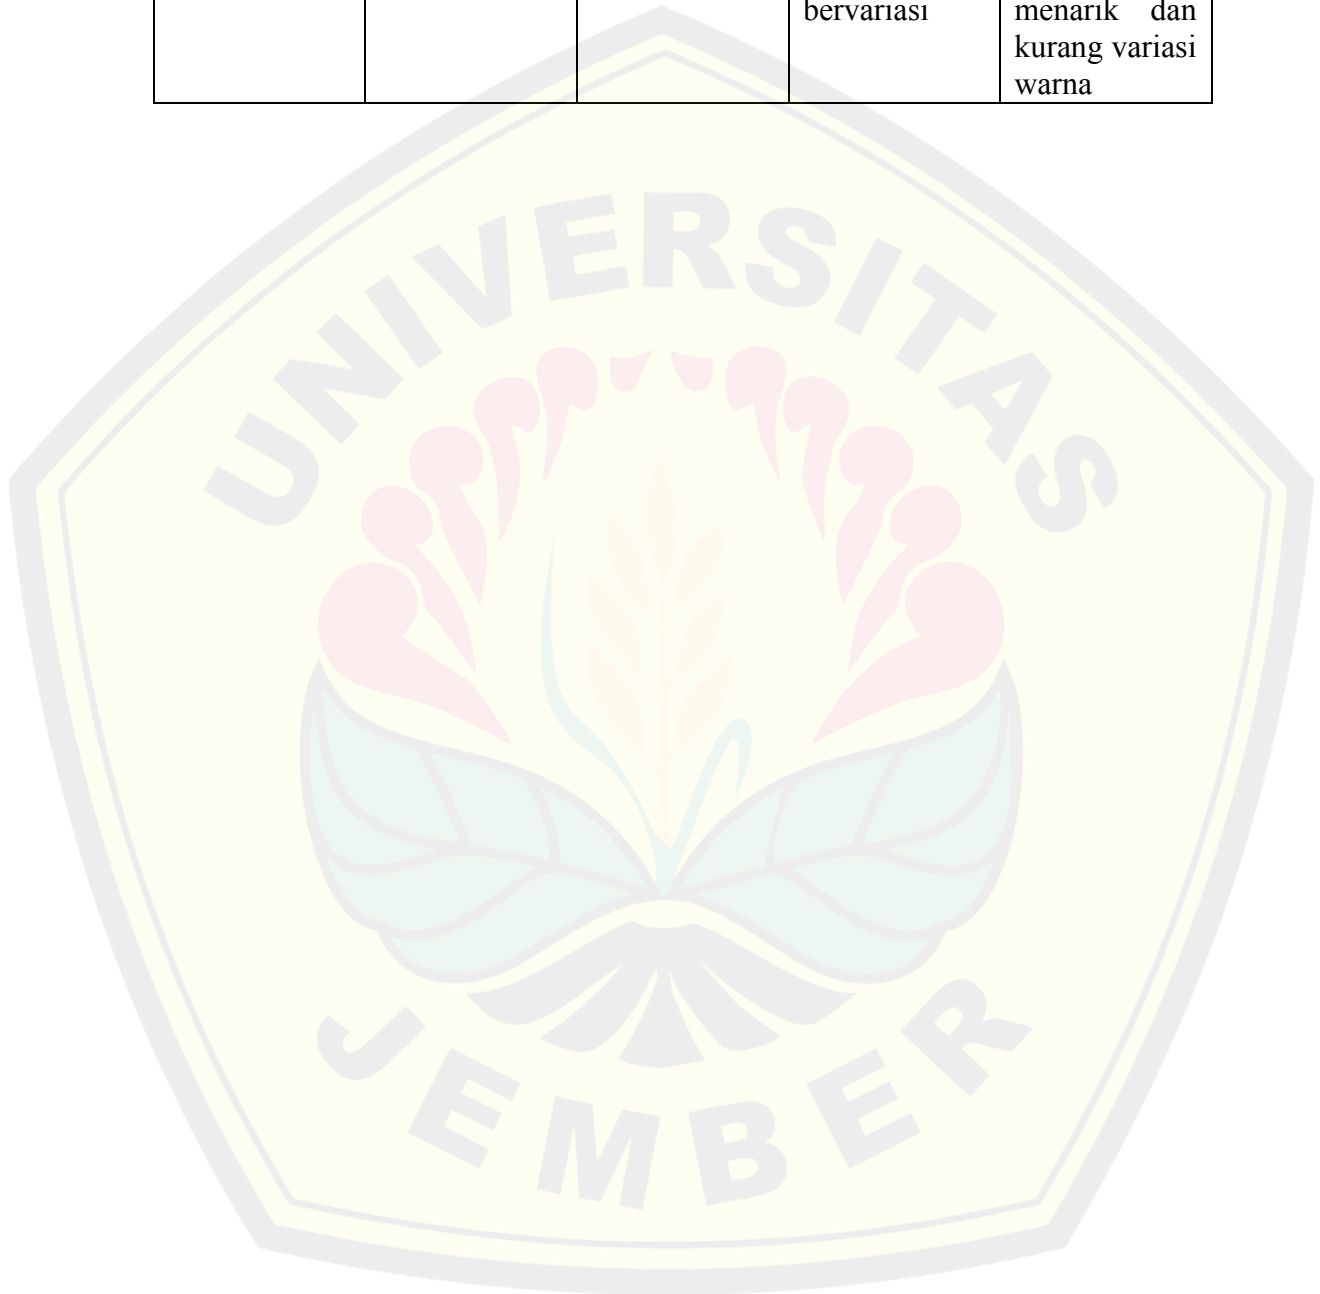 bervariasi
menarik dan
kurang variasi
warna
UNIVERSITAS
JEMBER